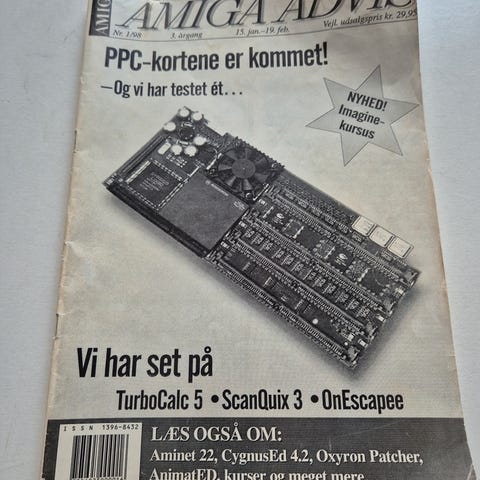 AMIGA ADVIS
Nr. 1/98 3. årgang 15. jan.-19. feb. Vejl. udsalgspris kr. 29,95
PPC-kortene er kommet!
–Og vi har testet ét...
NYHED!
Imagine-
kursus
Vi har set på
TurboCalc 5 • ScanQuix 3 • OnEscapee
ISSN 1396-8432
LÆS OGSÅ OM:
Aminet 22, CygnusEd 4.2, Oxyron Patcher,
AnimatED, kurser og meget mere